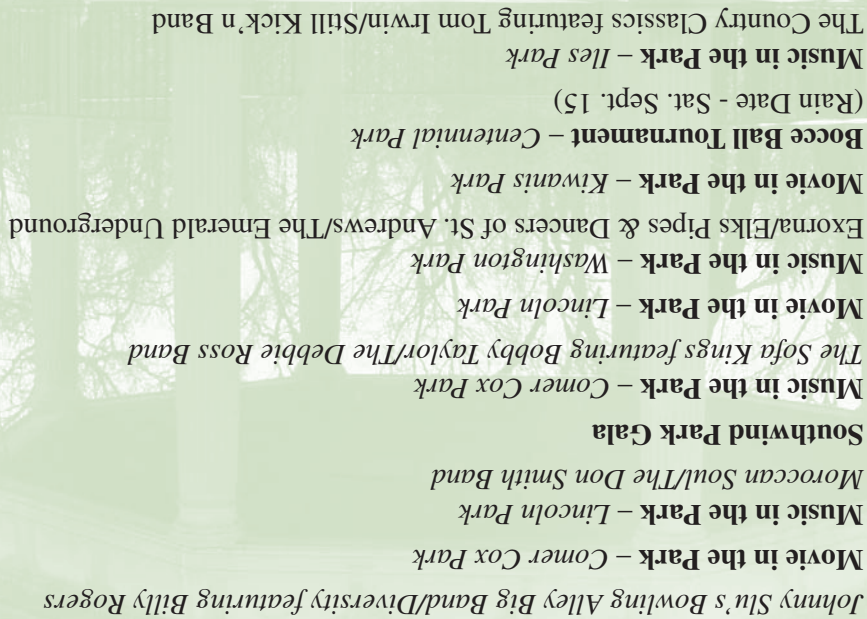 Johnny Slu's Bowling Alley Big Band/Diversity featuring Billy Rogers
Movie in the Park – Comer Cox Park
Music in the Park – Lincoln Park
Moroccan Soul/The Don Smith Band
Southwind Park Gala
Music in the Park – Comer Cox Park
The Sofa Kings featuring Bobby Taylor/The Debbie Ross Band
Movie in the Park – Lincoln Park
Music in the Park – Washington Park
Exorna/Elks Pipes & Dancers of St. Andrews/The Emerald Underground
Movie in the Park – Kiwanis Park
Bocce Ball Tournament – Centennial Park
(Rain Date - Sat. Sept. 15)
Music in the Park – Iles Park
The Country Classics featuring Tom Irwin/Still Kick'n Band